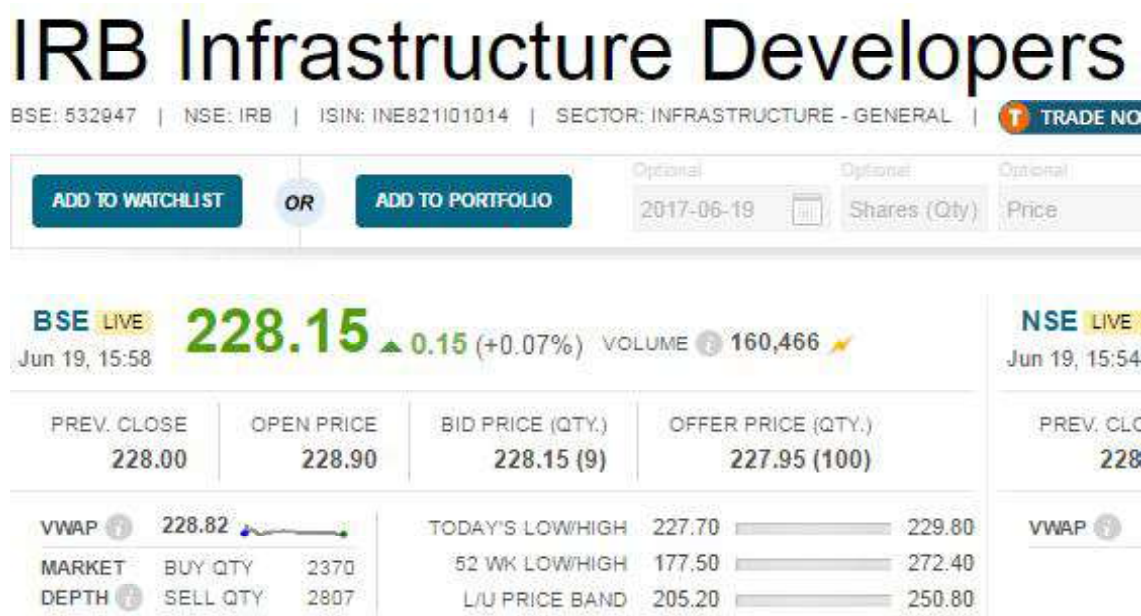 IRB Infrastructure Developers
BSE: 532947 | NSE: IRB | ISIN: INE821I01014 | SECTOR: INFRASTRUCTURE - GENERAL | T TRADE NO
Optional Optional Optional
ADD TO WATCHLIST OR ADD TO PORTFOLIO 2017-06-19 Shares (Qty) Price
BSE LIVE 228.15 0.15 (+0.07%) VOLUME 160,466 NSE LIVE
Jun 19, 15:58 Jun 19, 15:54
PREV. CLOSE OPEN PRICE BID PRICE (QTY.) OFFER PRICE (QTY.) PREV. CLO
228.00 228.90 228.15 (9) 227.95 (100) 228
VWAP 228.82 TODAY'S LOW/HIGH 227.70 229.80 VWAP
MARKET BUY QTY 2370 52 WK LOW/HIGH 177.50 272.40
DEPTH SELL QTY 2807 L/U PRICE BAND 205.20 250.80